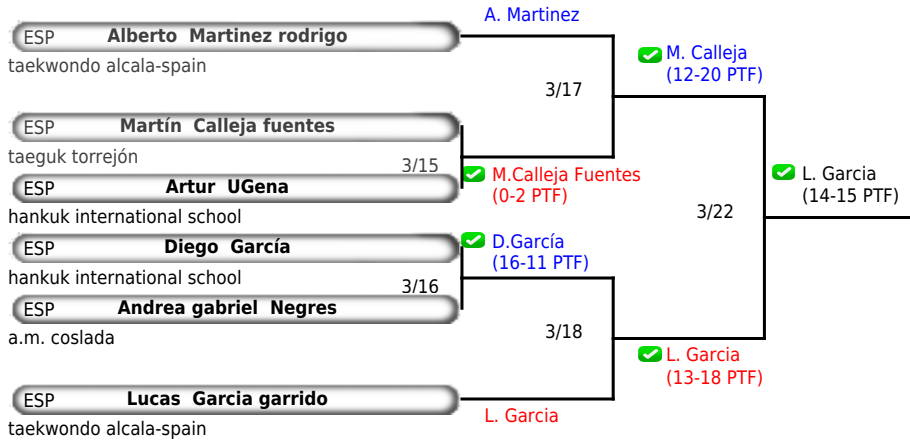 A. Martinez
ESP Alberto Martinez rodrigo
taekwondo alcala-spain
M. Calleja
(12-20 PTF)
3/17
ESP Martín Calleja fuentes
taeguk torrejón
3/15
M.Calleja Fuentes
(0-2 PTF)
ESP Artur UGena
hankuk international school
L. Garcia
(14-15 PTF)
3/22
ESP Diego García
hankuk international school
D.García
(16-11 PTF)
3/16
ESP Andrea gabriel Negres
a.m. coslada
3/18
L. Garcia
(13-18 PTF)
ESP Lucas Garcia garrido
taekwondo alcala-spain
L. Garcia